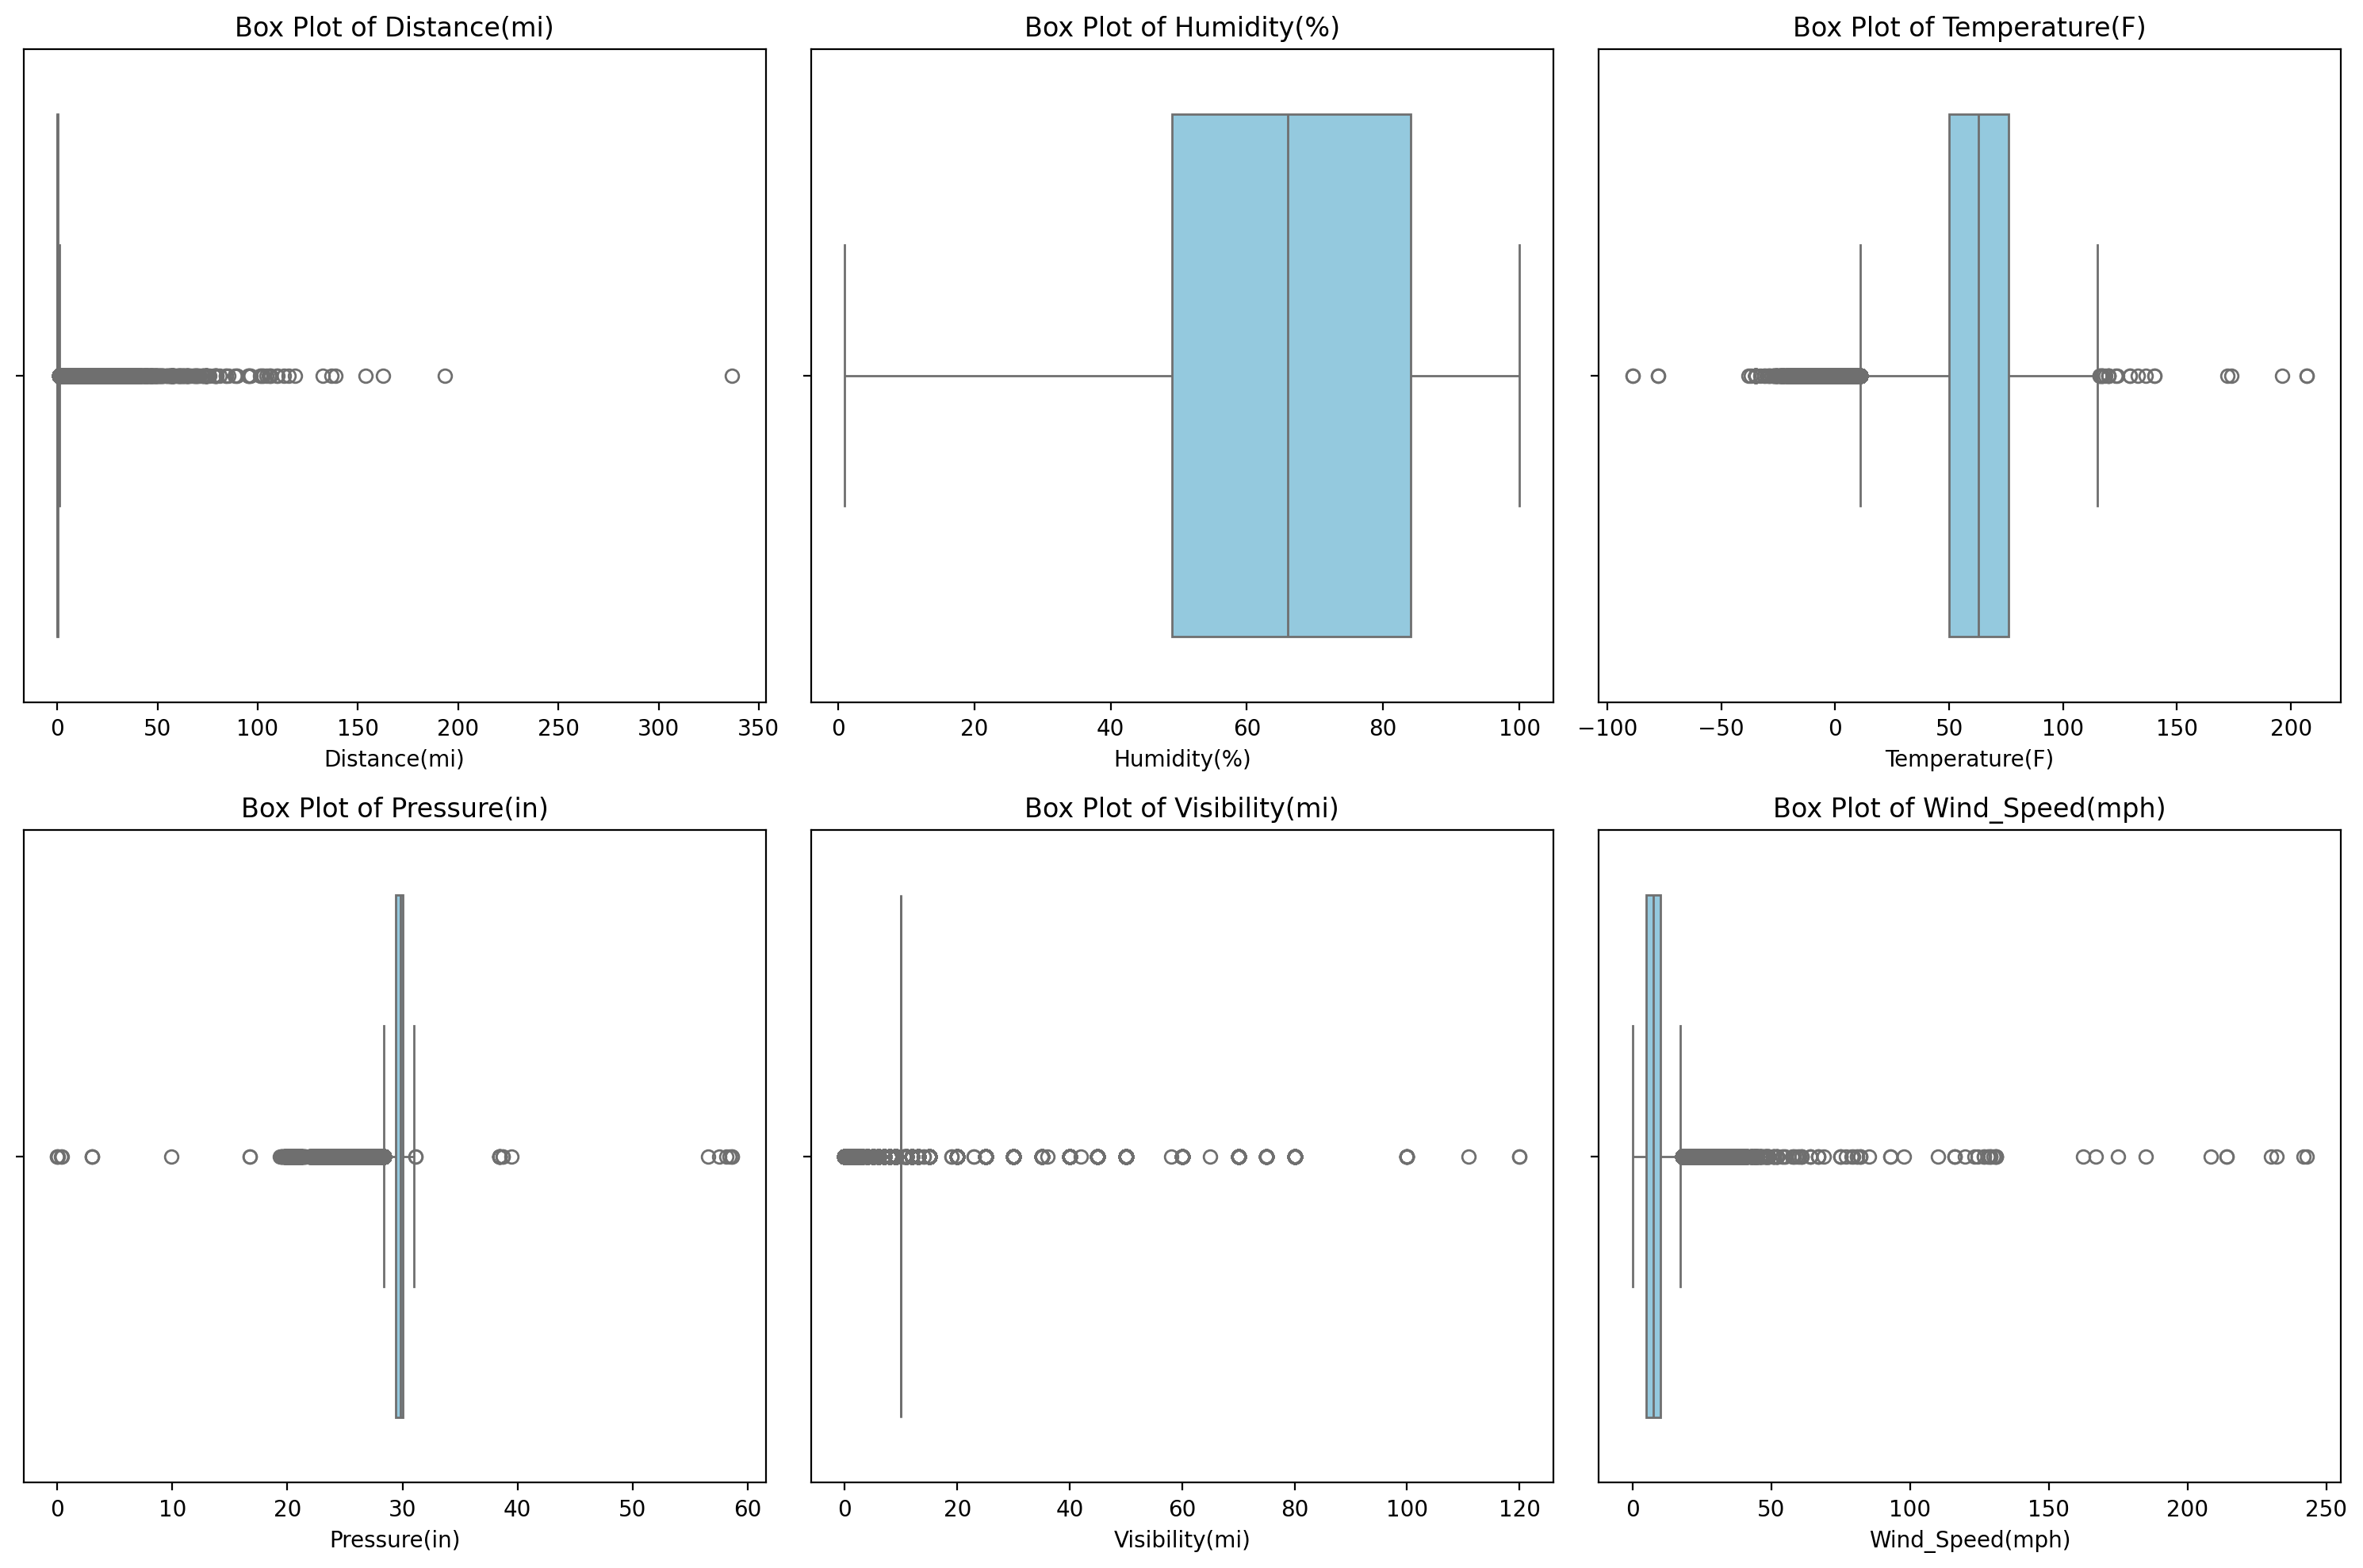 Box Plot of Distance(mi)
0 50 100 150 200 250 300 350
Distance(mi)
Box Plot of Humidity(%)
0 20 40 60 80 100
Humidity(%)
Box Plot of Temperature(F)
−100 −50 0 50 100 150 200
Temperature(F)
Box Plot of Pressure(in)
0 10 20 30 40 50 60
Pressure(in)
Box Plot of Visibility(mi)
0 20 40 60 80 100 120
Visibility(mi)
Box Plot of Wind_Speed(mph)
0 50 100 150 200 250
Wind_Speed(mph)